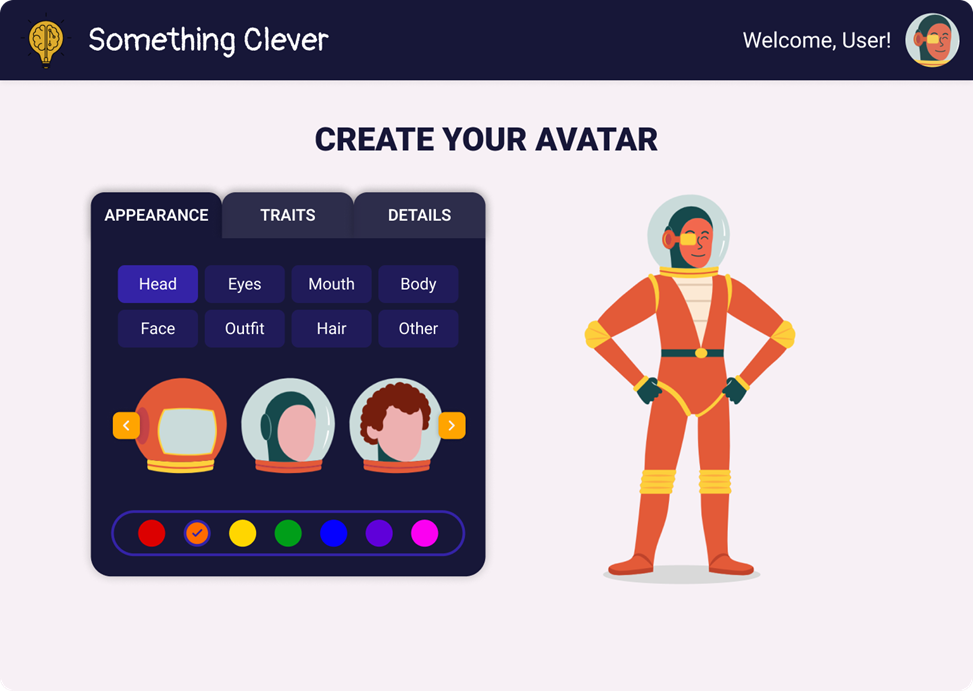 Something Clever
Welcome, User!
CREATE YOUR AVATAR
APPEARANCE TRAITS DETAILS
Head Eyes Mouth Body
Face Outfit Hair Other